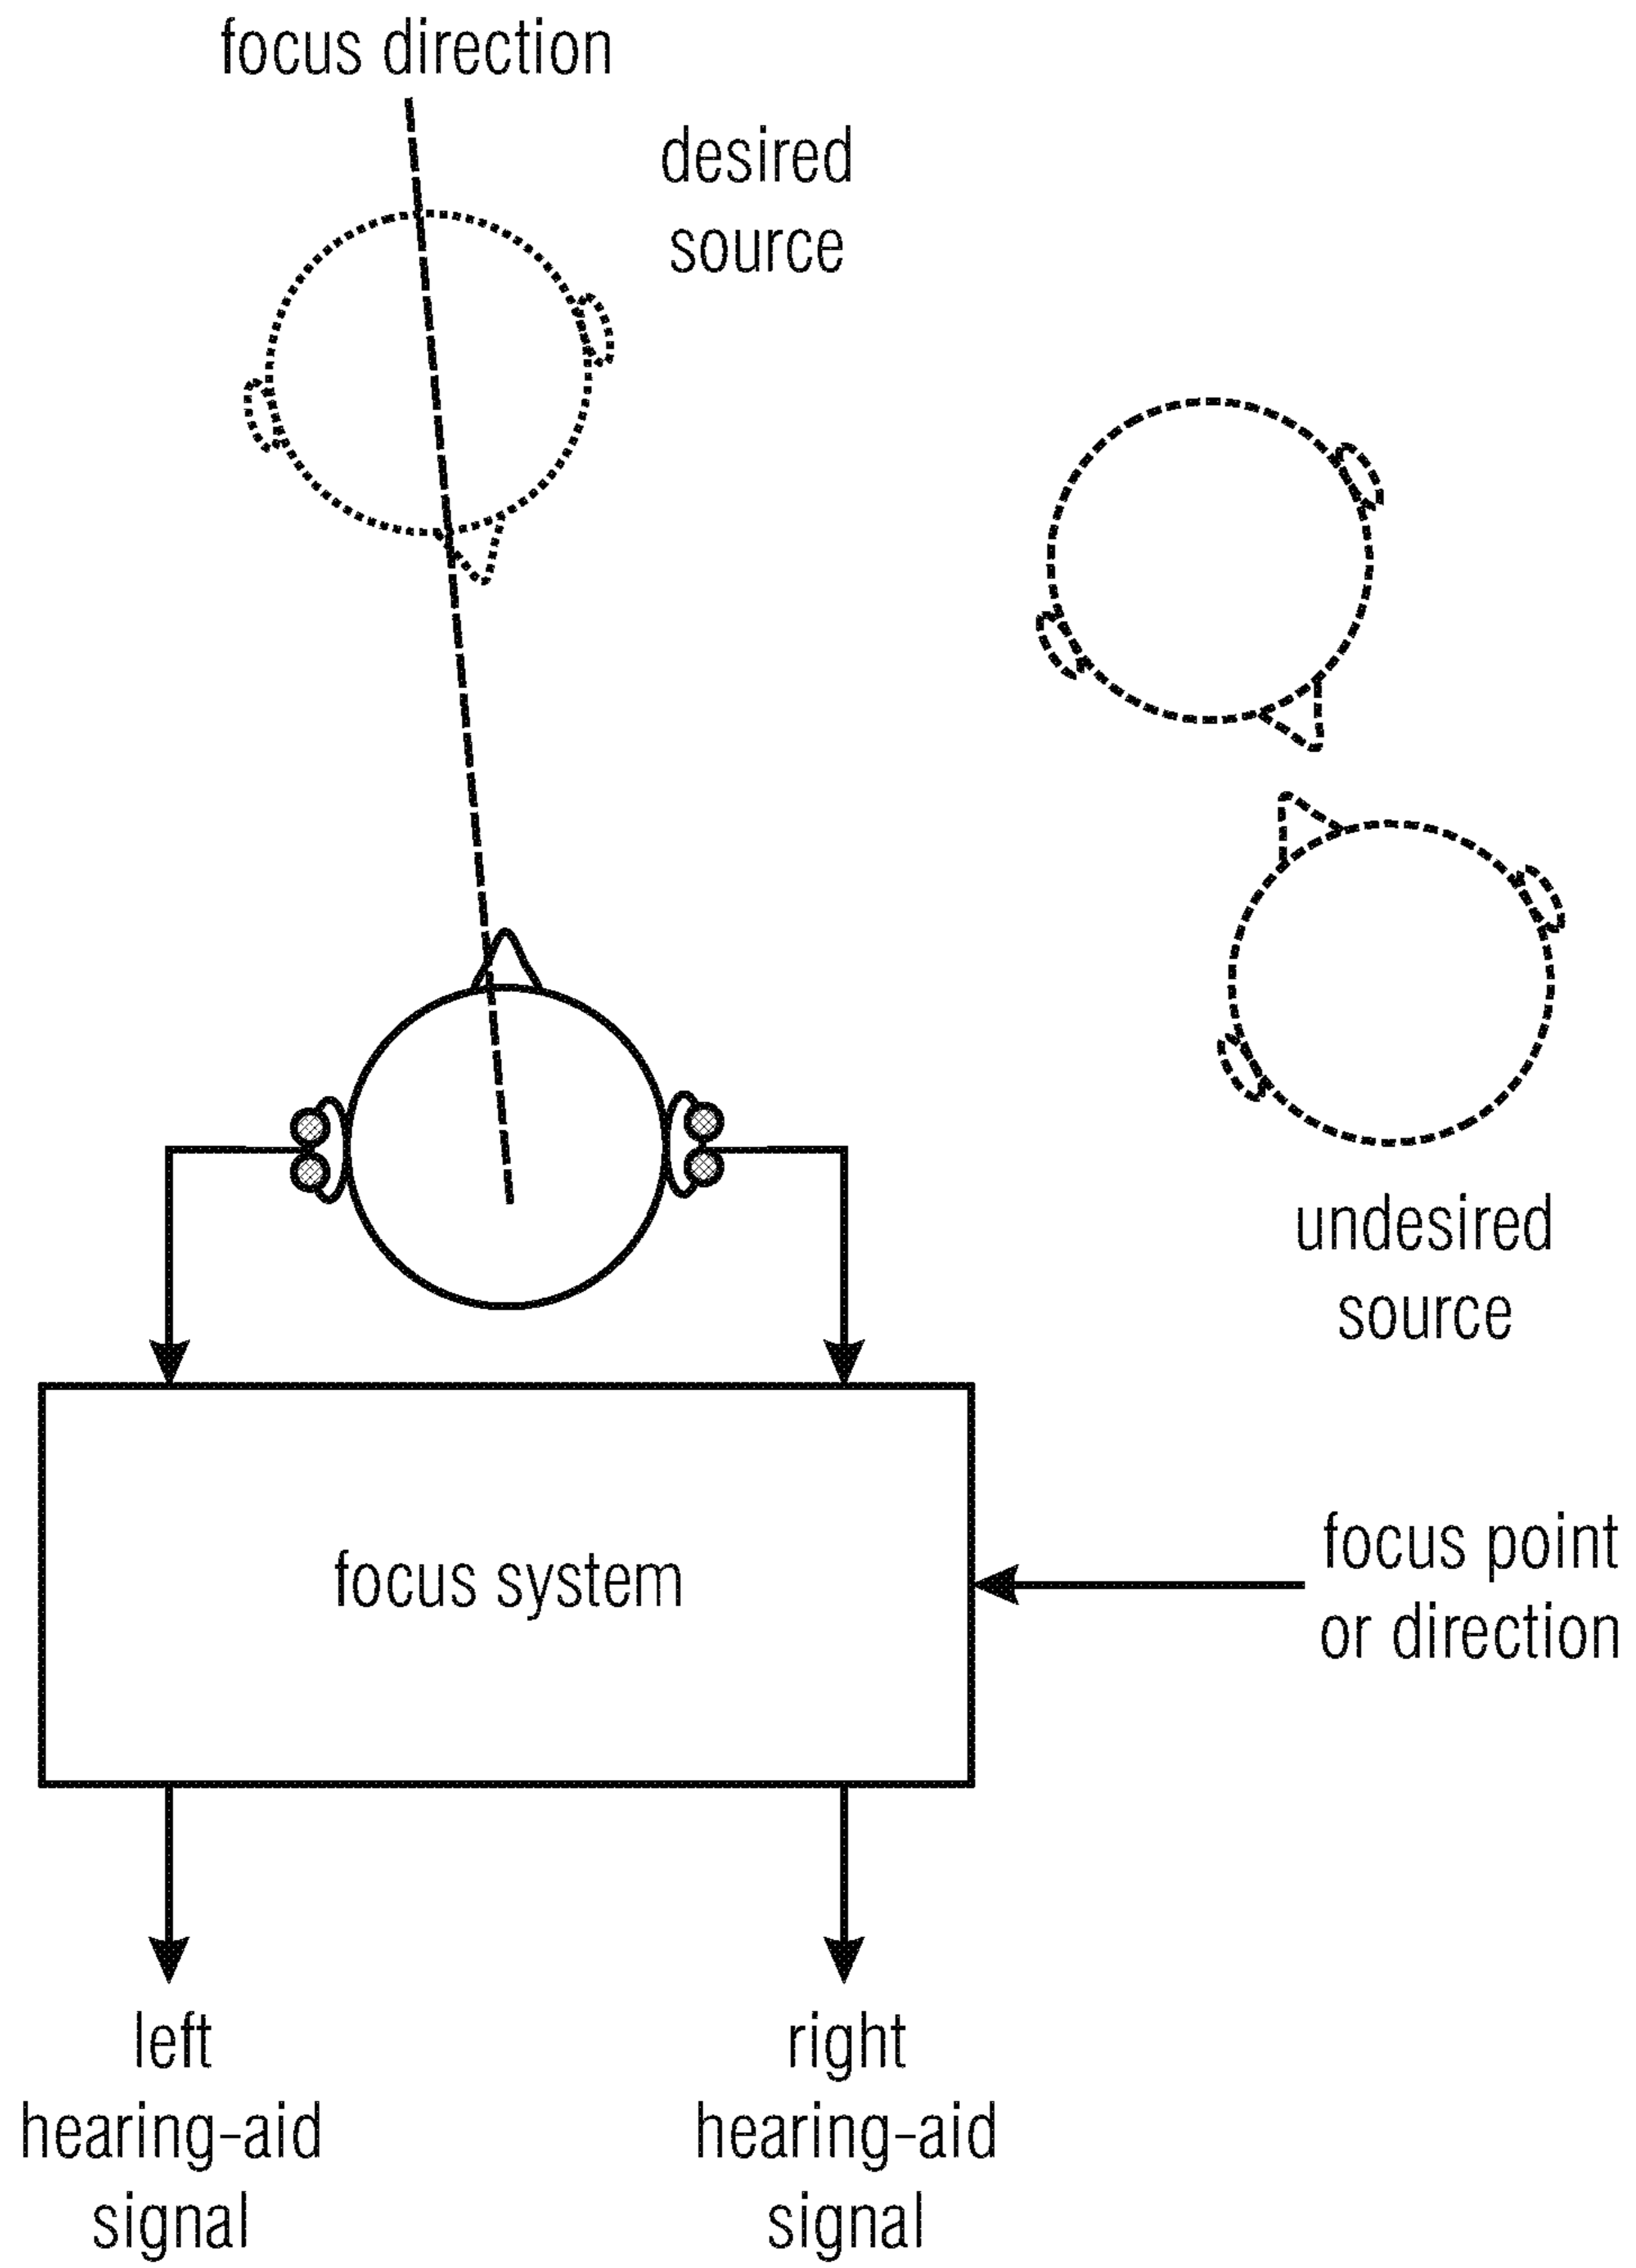 focus direction
desired
source
undesired
source
focus system
focus point
or direction
left
hearing-aid
signal
right
hearing-aid
signal